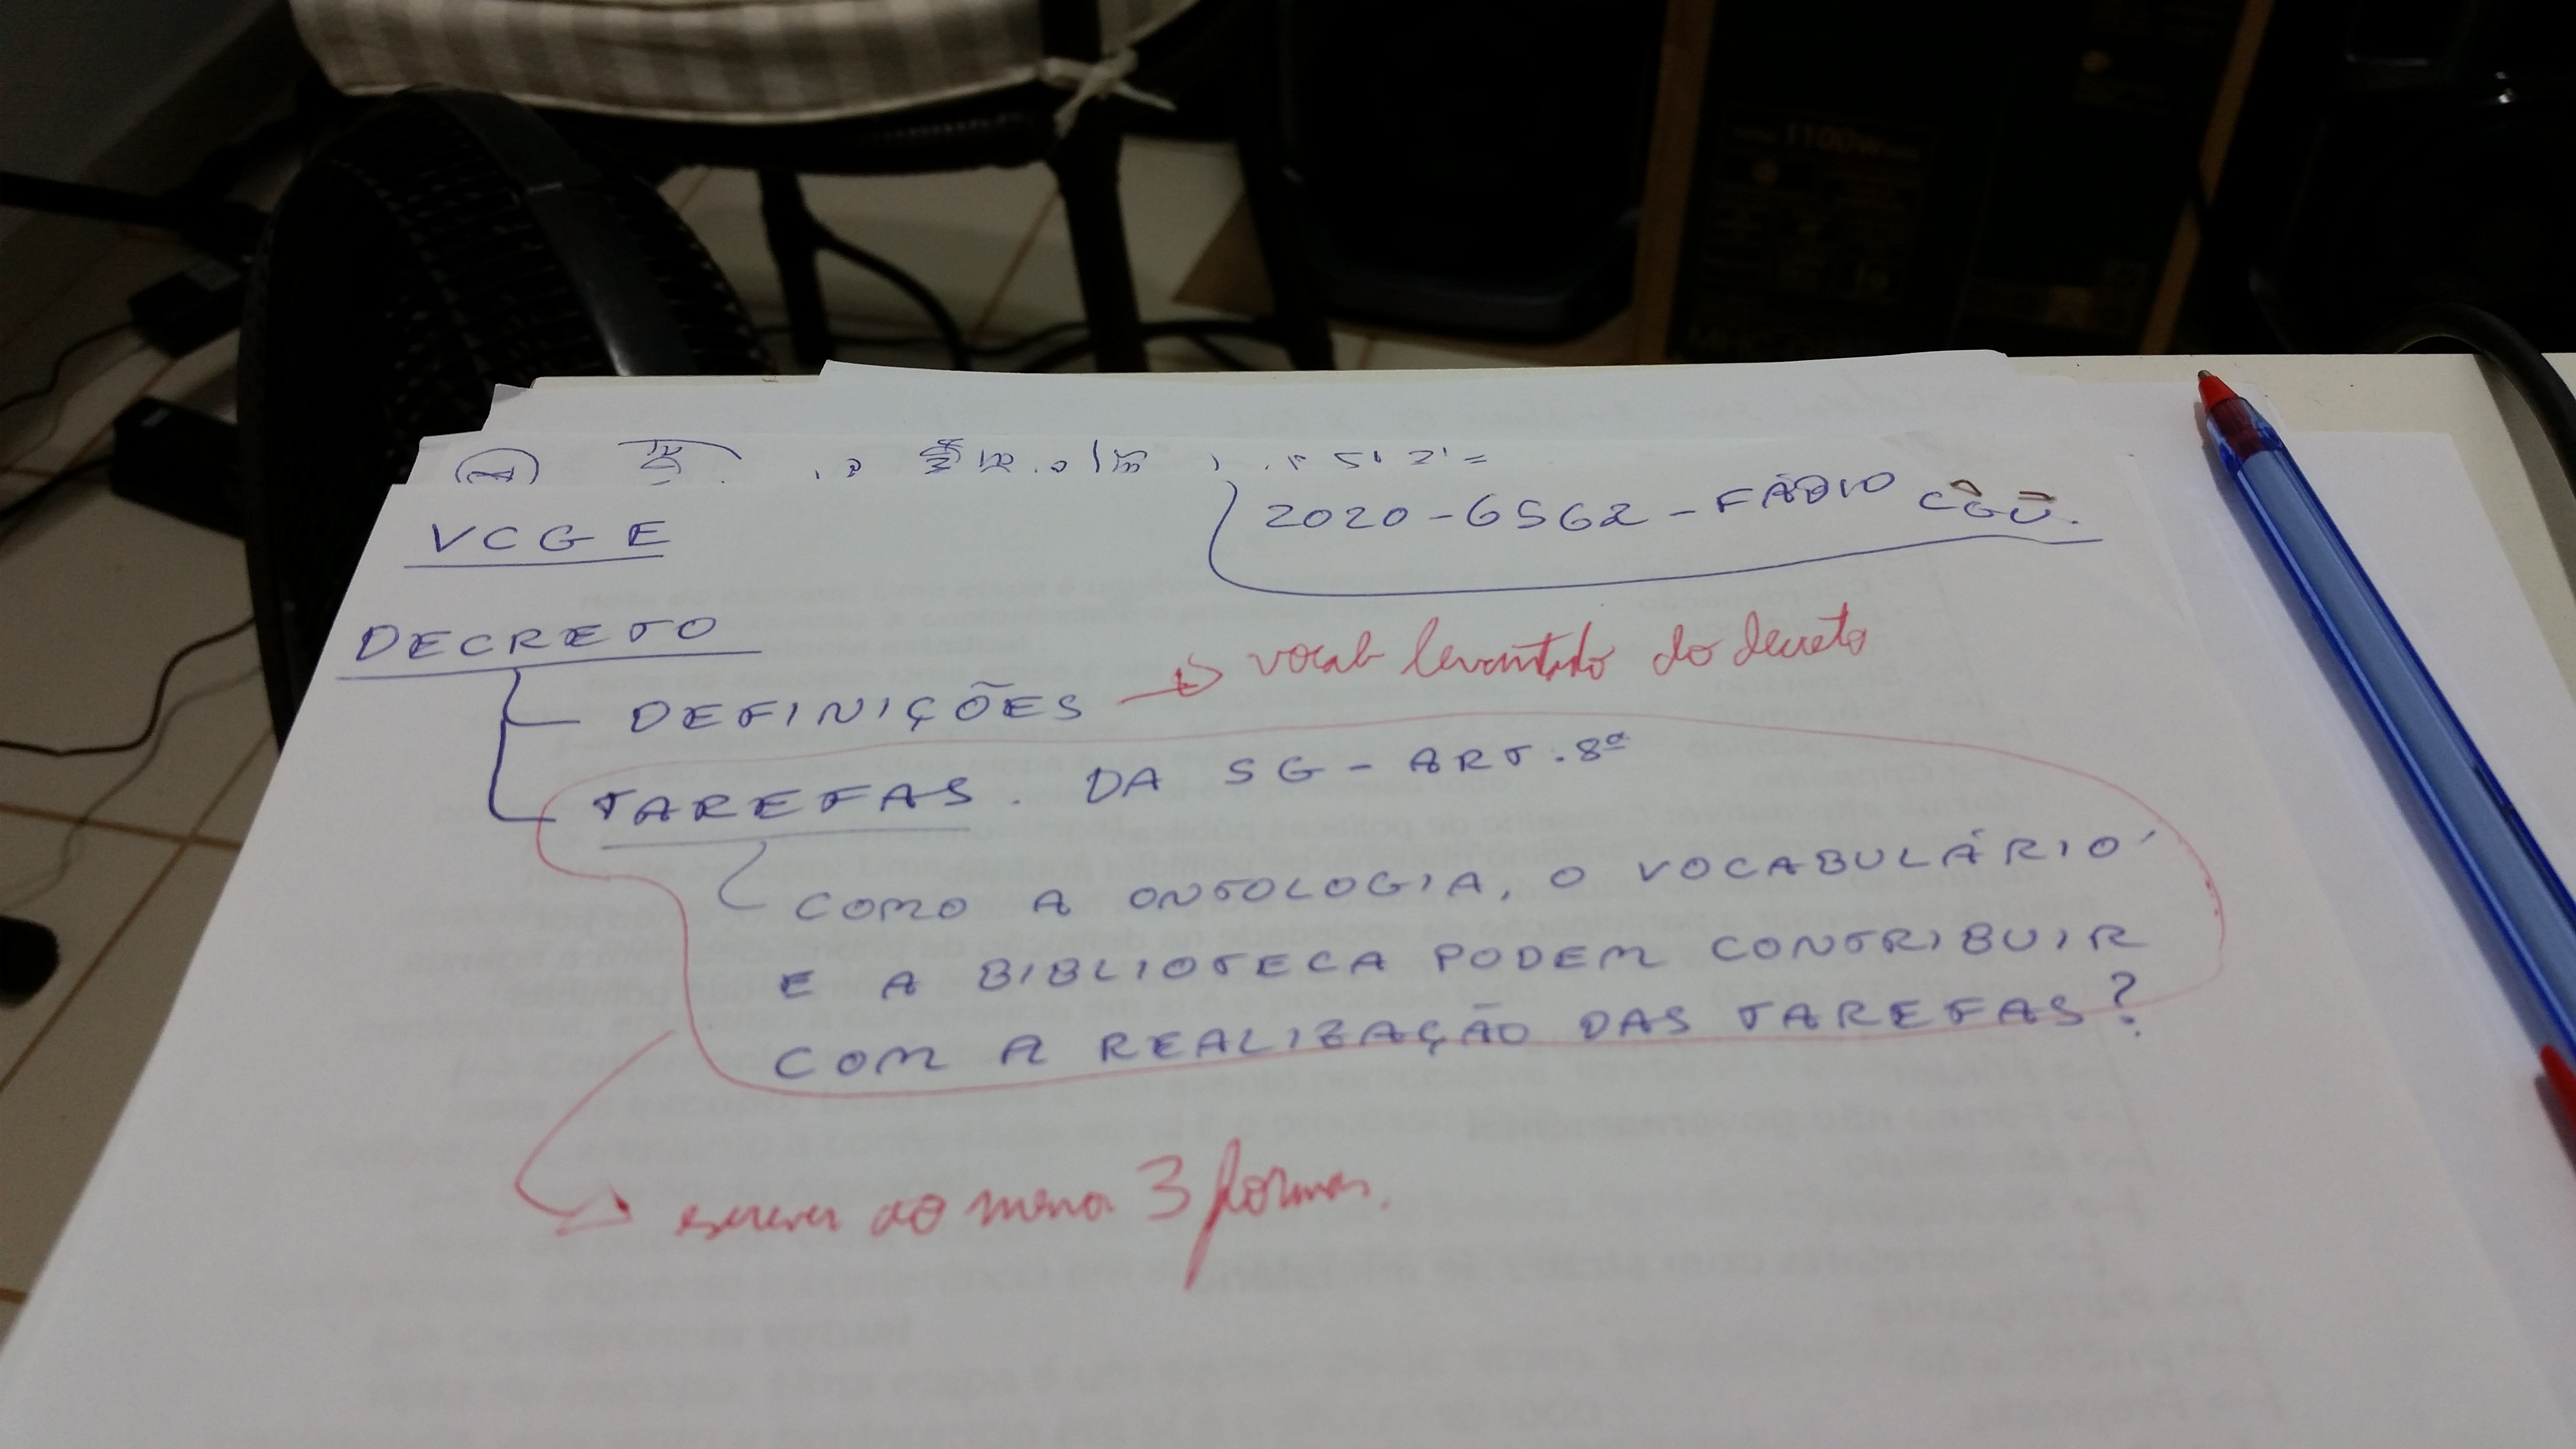 VCGE
2020-6562-FÁBIO CGU.
DECRETO
DEFINIÇÕES → vocab levantado do decreto
TAREFAS. DA SG - ART. 8º
COMO A ONTOLOGIA, O VOCABULÁRIO
E A BIBLIOTECA PODEM CONTRIBUIR
COM A REALIZAÇÃO DAS TAREFAS?
escrever ao menos 3 formas.
1100W